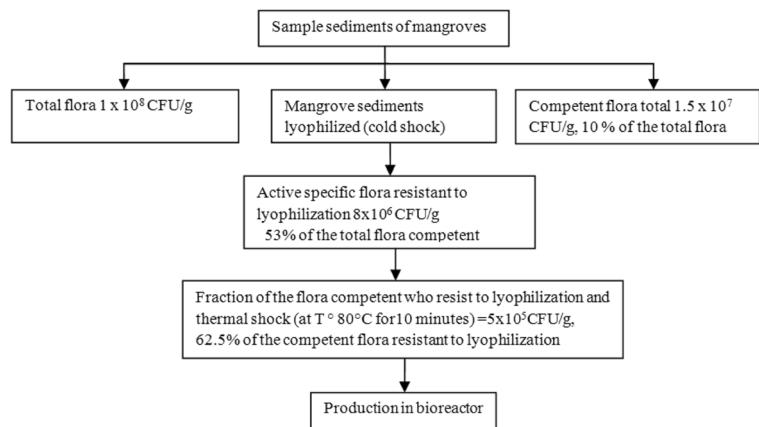 Sample sediments of mangroves
Total flora 1 x 10⁸ CFU/g
Mangrove sediments
lyophilized (cold shock)
Competent flora total 1.5 x 10⁷
CFU/g, 10 % of the total flora
Active specific flora resistant to
lyophilization 8x10⁶ CFU/g
53% of the total flora competent
Fraction of the flora competent who resist to lyophilization and
thermal shock (at T ° 80°C for10 minutes) =5x10⁵CFU/g,
62.5% of the competent flora resistant to lyophilization
Production in bioreactor